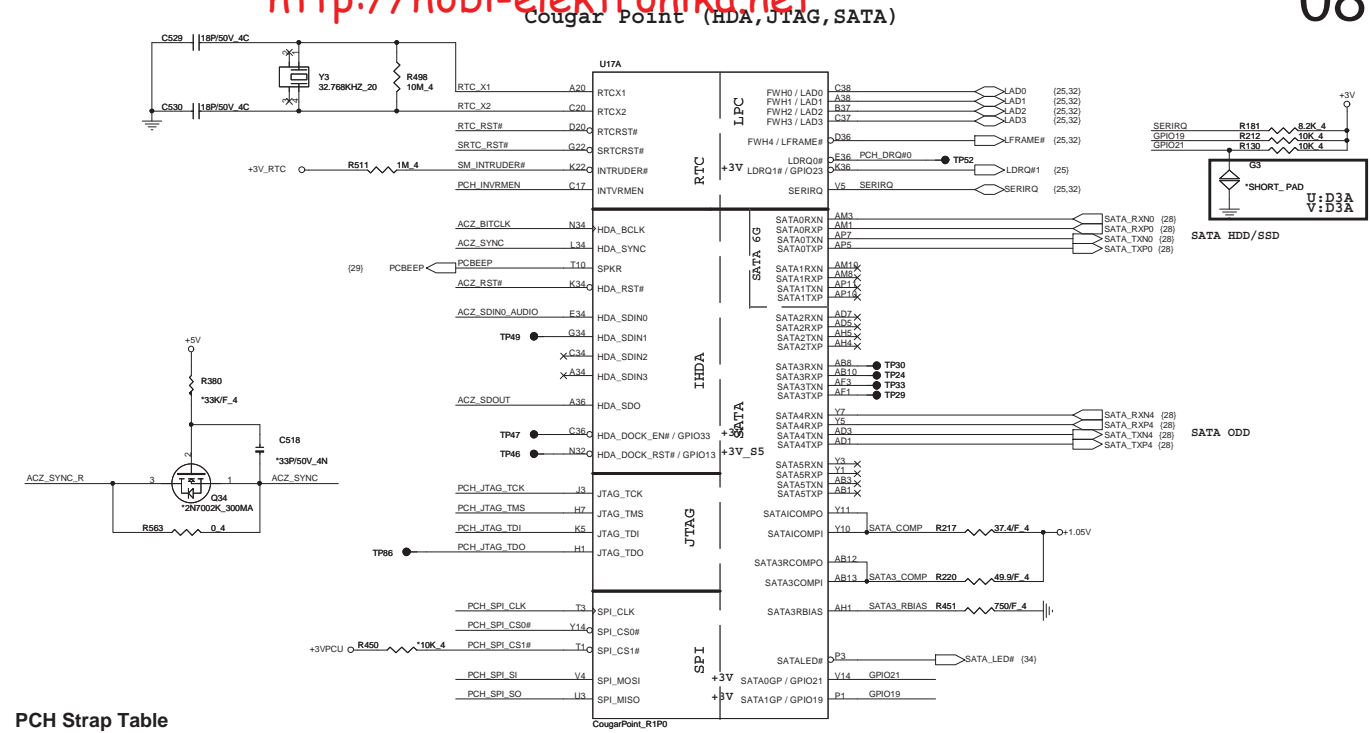 http://hobi-elektronika.net
Cougar Point (HDA,JTAG,SATA)
08
C529 18P/50V_4C
Y3
32.768KHZ_20
R498
10M_4
C530 18P/50V_4C
+3V_RTC R511 1M_4
RTC_X1 A20
RTC_X2 C20
RTC_RST# D20
SRTC_RST# G22
SM_INTRUDER# K22
PCH_INVRMEN C17
ACZ_BITCLK N34
ACZ_SYNC L34
{29} PCBEEP PCBEEP T10
ACZ_RST# K34
ACZ_SDIN0_AUDIO E34
TP49 G34
C34
A34
ACZ_SDOUT A36
TP47 C36
TP46 N32
PCH_JTAG_TCK J3
PCH_JTAG_TMS H7
PCH_JTAG_TDI K5
TP86 PCH_JTAG_TDO H1
PCH_SPI_CLK T3
PCH_SPI_CS0# Y14
+3VPCU R450 *10K_4 PCH_SPI_CS1# T1
PCH_SPI_SI V4
PCH_SPI_SO U3
+5V
R380
*33K/F_4
C518
*33P/50V_4N
2
ACZ_SYNC_R 3 1 ACZ_SYNC
Q34
*2N7002K_300MA
R563 0_4
U17A
RTCX1
RTCX2
RTCRST#
SRTCRST#
INTRUDER#
INTVRMEN
HDA_BCLK
HDA_SYNC
SPKR
HDA_RST#
HDA_SDIN0
HDA_SDIN1
HDA_SDIN2
HDA_SDIN3
HDA_SDO
HDA_DOCK_EN# / GPIO33 +3V
HDA_DOCK_RST# / GPIO13 +3V_S5
JTAG_TCK
JTAG_TMS
JTAG_TDI
JTAG_TDO
SPI_CLK
SPI_CS0#
SPI_CS1#
SPI_MOSI
SPI_MISO
RTC
IHDA
JTAG
SPI
LPC
SATA 6G
SATA
FWH0 / LAD0 C38 LAD0 {25,32}
FWH1 / LAD1 A38 LAD1 {25,32}
FWH2 / LAD2 B37 LAD2 {25,32}
FWH3 / LAD3 C37 LAD3 {25,32}
FWH4 / LFRAME# D36 LFRAME# {25,32}
LDRQ0# E36 PCH_DRQ#0 TP52
+3V LDRQ1# / GPIO23 K36 LDRQ#1 {25}
SERIRQ V5 SERIRQ SERIRQ {25,32}
SATA0RXN AM3 SATA_RXN0 {28}
SATA0RXP AM1 SATA_RXP0 {28}
SATA0TXN AP7 SATA_TXN0 {28}
SATA0TXP AP5 SATA_TXP0 {28}
SATA HDD/SSD
SATA1RXN AM10
SATA1RXP AM8
SATA1TXN AP11
SATA1TXP AP10
SATA2RXN AD7
SATA2RXP AD5
SATA2TXN AH5
SATA2TXP AH4
SATA3RXN AB8 TP30
SATA3RXP AB10 TP24
SATA3TXN AF3 TP33
SATA3TXP AF1 TP29
SATA4RXN Y7 SATA_RXN4 {28}
SATA4RXP Y5 SATA_RXP4 {28}
SATA4TXN AD3 SATA_TXN4 {28}
SATA4TXP AD1 SATA_TXP4 {28}
SATA ODD
SATA5RXN Y3
SATA5RXP Y1
SATA5TXN AB3
SATA5TXP AB1
SATAICOMPO Y11
SATAICOMPI Y10 SATA_COMP R217 37.4/F_4 +1.05V
SATA3RCOMPO AB12
SATA3COMPI AB13 SATA3_COMP R220 49.9/F_4
SATA3RBIAS AH1 SATA3_RBIAS R451 750/F_4
SATALED# P3 SATA_LED# {34}
+3V SATA0GP / GPIO21 V14 GPIO21
+3V SATA1GP / GPIO19 P1 GPIO19
+3V
SERIRQ R181 8.2K_4
GPIO19 R212 10K_4
GPIO21 R130 10K_4
G3
*SHORT_ PAD
U:D3A
V:D3A
CougarPoint_R1P0
PCH Strap Table